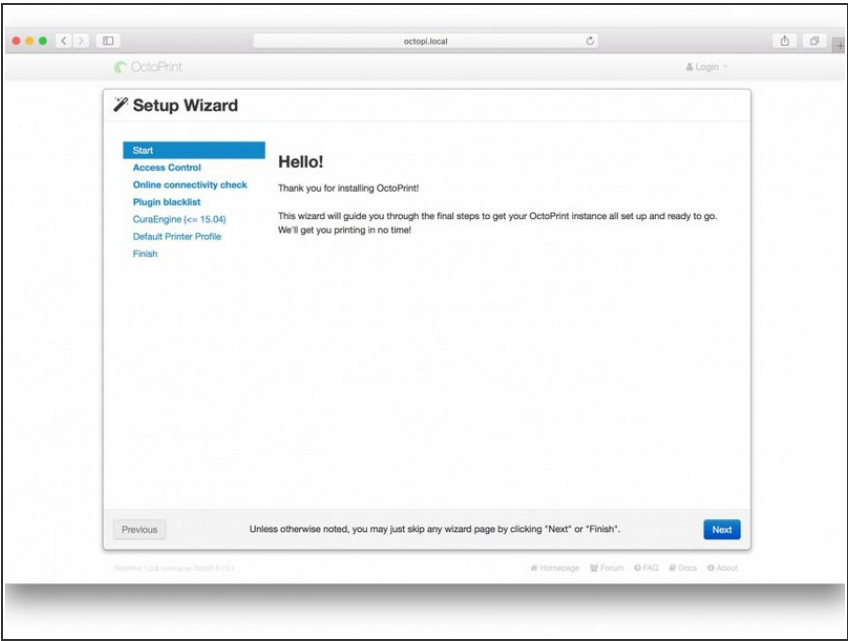 octopi.local
OctoPrint
Login
Setup Wizard
Start
Access Control
Online connectivity check
Plugin blacklist
CuraEngine (<= 15.04)
Default Printer Profile
Finish
Hello!
Thank you for installing OctoPrint!
This wizard will guide you through the final steps to get your OctoPrint instance all set up and ready to go.
We'll get you printing in no time!
Previous
Unless otherwise noted, you may just skip any wizard page by clicking "Next" or "Finish".
Next
OctoPrint running on OctoPi
Homepage Forum FAQ Docs About